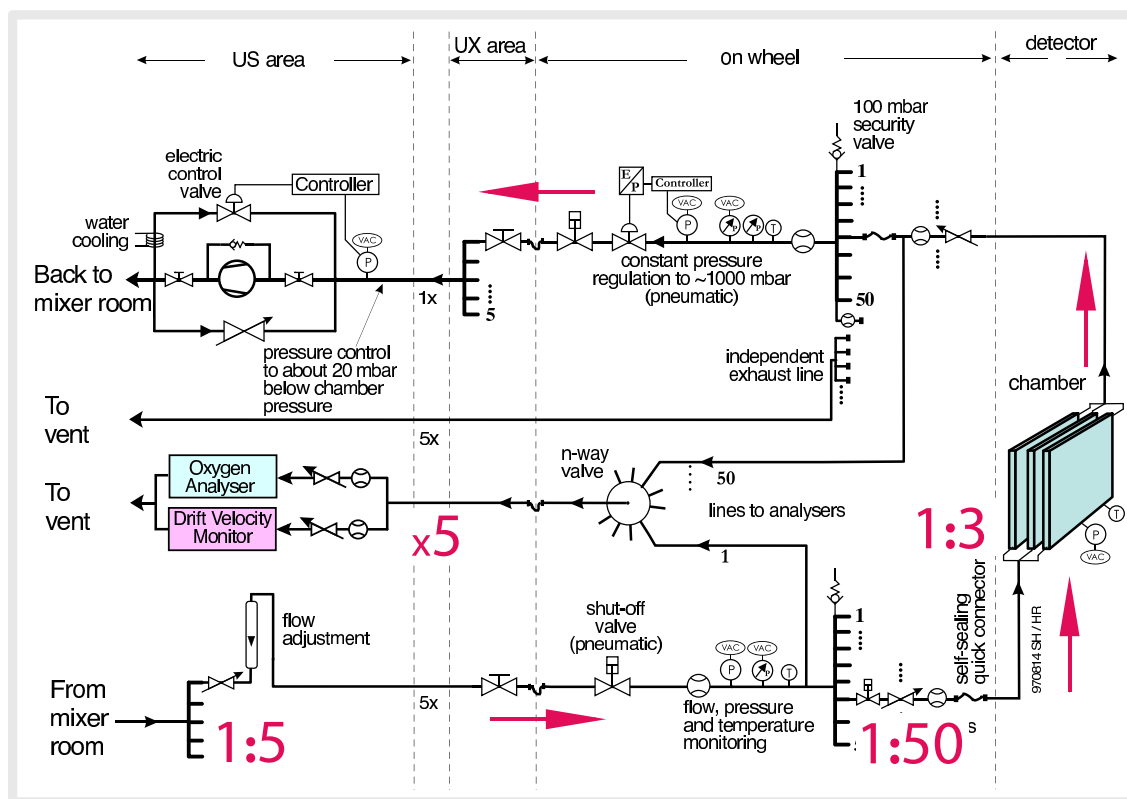 US area
UX area
on wheel
detector
100 mbar
security
valve
electric
control
valve
Controller
water
cooling
VAC
P
Back to
mixer room
1x
pressure control
to about 20 mbar
below chamber
pressure
5
E/P
Controller
VAC
P
VAC
P
P
T
constant pressure
regulation to ~1000 mbar
(pneumatic)
1
50
independent
exhaust line
chamber
To
vent
5x
n-way
valve
50
lines to analysers
1
To
vent
Oxygen
Analyser
Drift Velocity
Monitor
x5
1:3
T
P
VAC
flow
adjustment
shut-off
valve
(pneumatic)
VAC
P
VAC
P
T
1
self-sealing
quick connector
970814 SH / HR
From
mixer
room
5x
flow, pressure
and temperature
monitoring
1:5
1:50
s